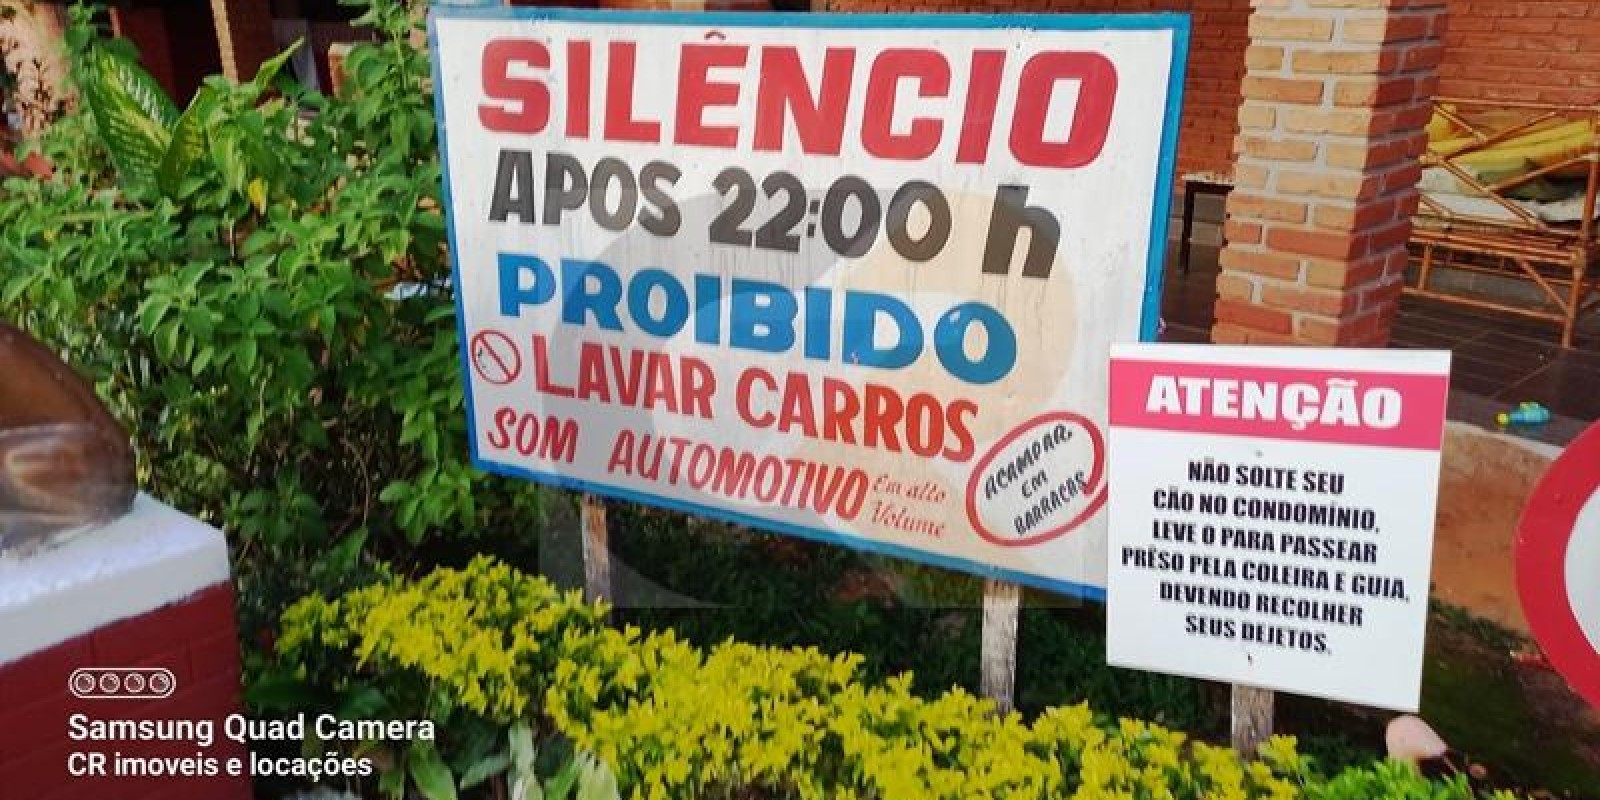 SILÊNCIO
APOS 22:00 h
PROIBIDO
LAVAR CARROS
SOM AUTOMOTIVO Em alto Volume
ACAMPAR
EM
BARRACAS
ATENÇÃO
NÃO SOLTE SEU
CÃO NO CONDOMÍNIO,
LEVE O PARA PASSEAR
PRÊSO PELA COLEIRA E GUIA,
DEVENDO RECOLHER
SEUS DEJETOS.
Samsung Quad Camera
CR imoveis e locações